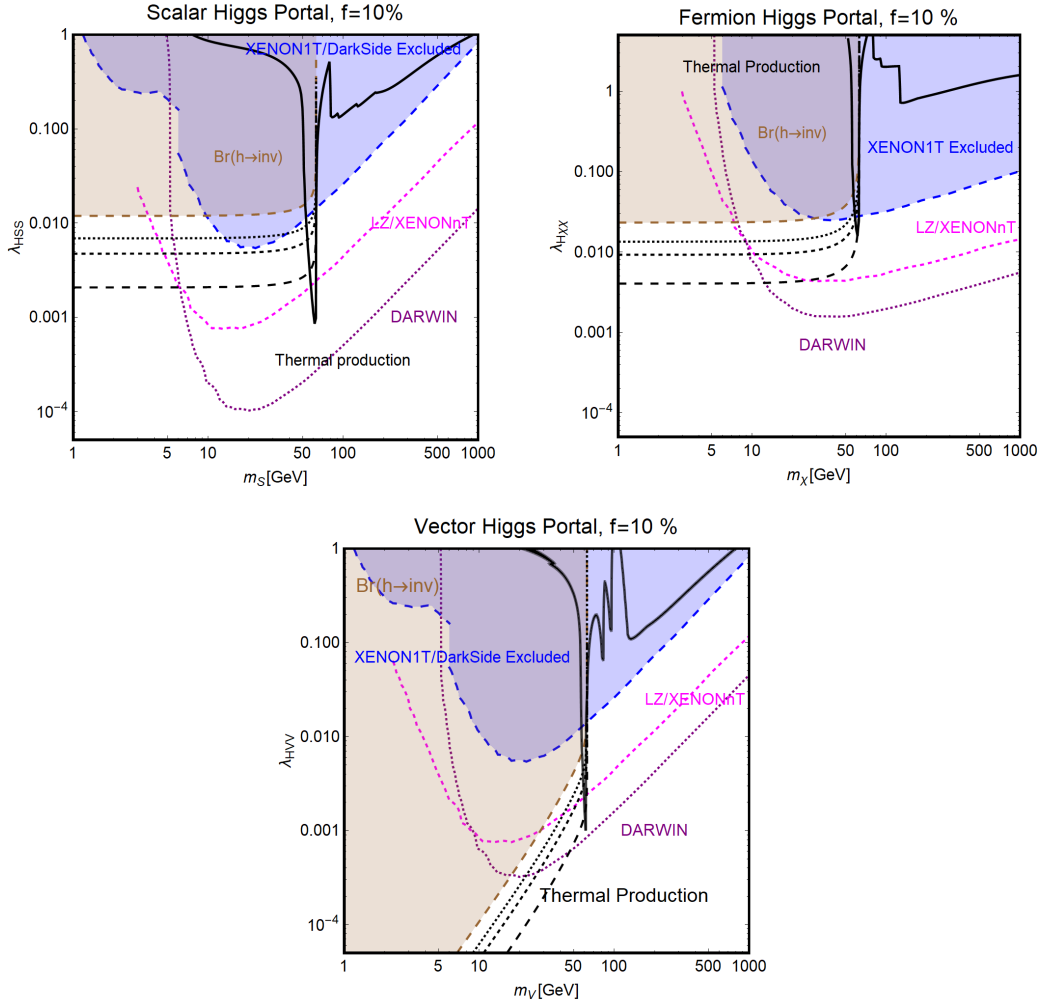 Scalar Higgs Portal, f=10%
1
0.100
0.010
0.001
10⁻⁴
λHSS
XENON1T/DarkSide Excluded
Br(h→inv)
LZ/XENONnT
DARWIN
Thermal production
1 5 10 50 100 500 1000
mS[GeV]
Fermion Higgs Portal, f=10 %
1
0.100
0.010
0.001
10⁻⁴
λHχχ
Thermal Production
Br(h→inv)
XENON1T Excluded
LZ/XENONnT
DARWIN
1 5 10 50 100 500 1000
mχ[GeV]
Vector Higgs Portal, f=10 %
1
0.100
0.010
0.001
10⁻⁴
λHVV
Br(h→inv)
XENON1T/DarkSide Excluded
LZ/XENONnT
DARWIN
Thermal Production
1 5 10 50 100 500 1000
mV[GeV]